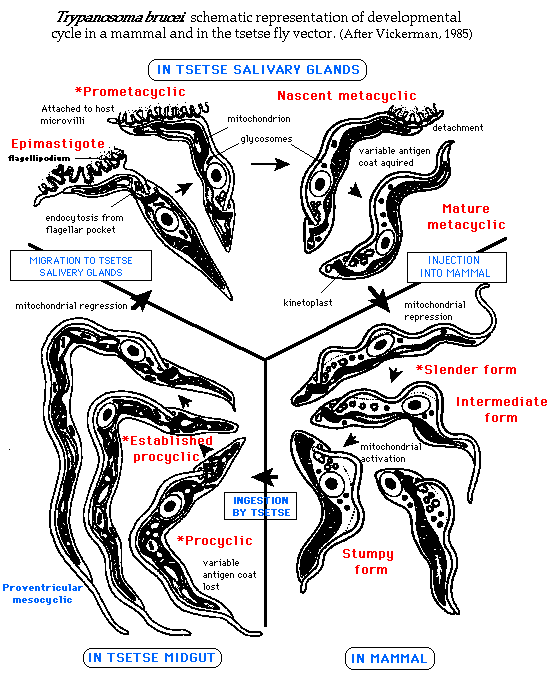 Trypanosoma brucei schematic representation of developmental
cycle in a mammal and in the tsetse fly vector. (After Vickerman, 1985)
IN TSETSE SALIVARY GLANDS
*Prometacyclic
Nascent metacyclic
Attached to host
microvilli
mitochondrion
glycosomes
detachment
Epimastigote
flagellipodium
variable antigen
coat aquired
endocytosis from
flagellar pocket
Mature
metacyclic
MIGRATION TO TSETSE
SALIVERY GLANDS
INJECTION
INTO MAMMAL
kinetoplast
mitochondrial regression
mitochondrial
repression
*Slender form
Intermediate
form
*Established
procyclic
mitochondrial
activation
INGESTION
BY TSETSE
*Procyclic
Stumpy
form
variable
antigen coat
lost
Proventricular
mesocyclic
IN TSETSE MIDGUT
IN MAMMAL